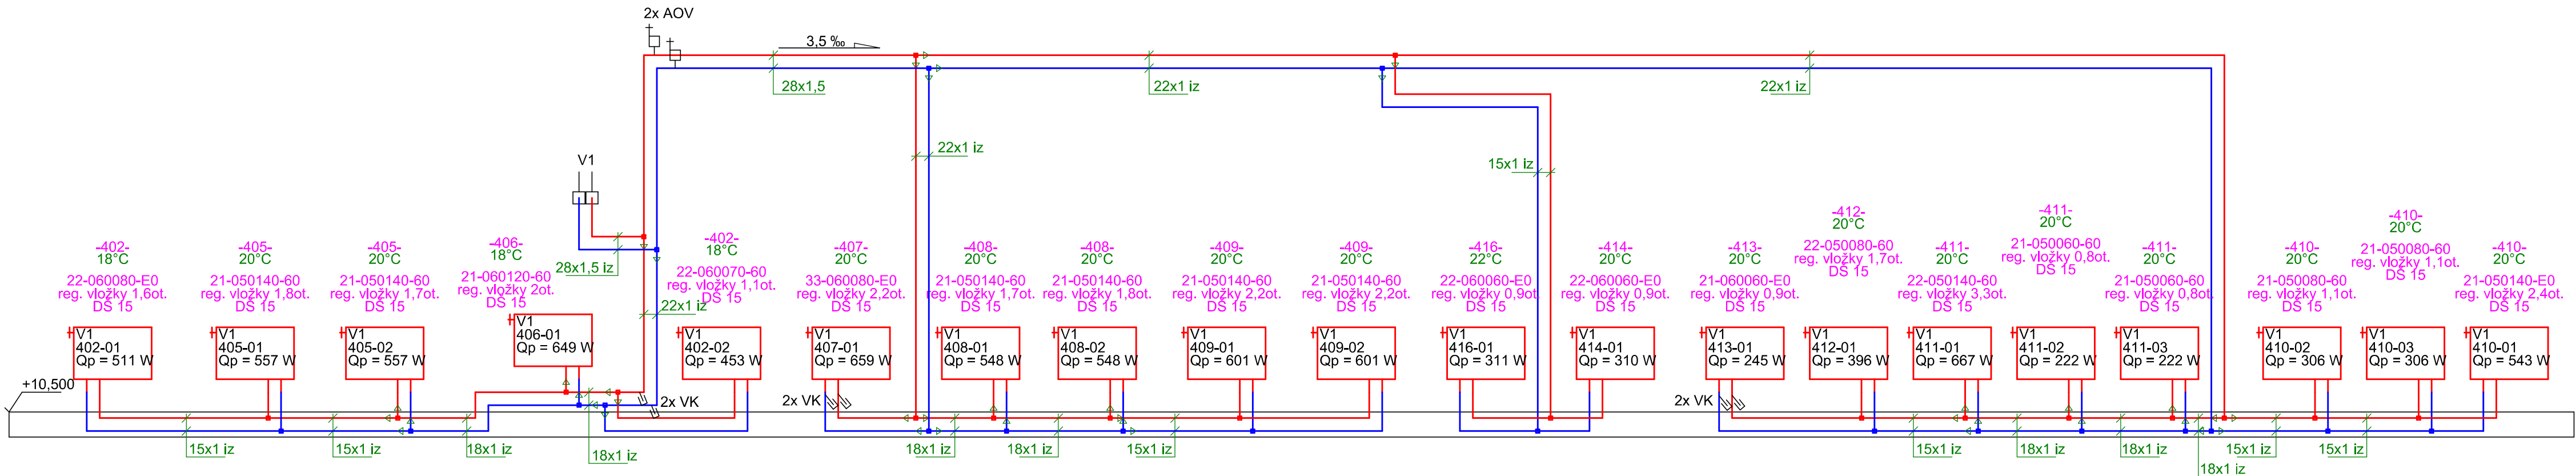 2x AOV
3,5 ‰
28x1,5
22x1 iz
22x1 iz
22x1 iz
15x1 iz
V1
28x1,5 iz
22x1 iz
-402-
18°C
22-060080-E0
reg. vložky 1,6ot.
DS 15
V1
402-01
Qp = 511 W
-405-
20°C
21-050140-60
reg. vložky 1,8ot.
DS 15
V1
405-01
Qp = 557 W
-405-
20°C
21-050140-60
reg. vložky 1,7ot.
DS 15
V1
405-02
Qp = 557 W
-406-
18°C
21-060120-60
reg. vložky 2ot.
DS 15
V1
406-01
Qp = 649 W
-402-
18°C
22-060070-60
reg. vložky 1,1ot.
DS 15
V1
402-02
Qp = 453 W
-407-
20°C
33-060080-E0
reg. vložky 2,2ot.
DS 15
V1
407-01
Qp = 659 W
-408-
20°C
21-050140-60
reg. vložky 1,7ot.
DS 15
V1
408-01
Qp = 548 W
-408-
20°C
21-050140-60
reg. vložky 1,8ot.
DS 15
V1
408-02
Qp = 548 W
-409-
20°C
21-050140-60
reg. vložky 2,2ot.
DS 15
V1
409-01
Qp = 601 W
-409-
20°C
21-050140-60
reg. vložky 2,2ot.
DS 15
V1
409-02
Qp = 601 W
-416-
22°C
22-060060-E0
reg. vložky 0,9ot.
DS 15
V1
416-01
Qp = 311 W
-414-
20°C
22-060060-E0
reg. vložky 0,9ot.
DS 15
V1
414-01
Qp = 310 W
-413-
20°C
21-060060-E0
reg. vložky 0,9ot.
DS 15
V1
413-01
Qp = 245 W
-412-
20°C
22-050080-60
reg. vložky 1,7ot.
DS 15
V1
412-01
Qp = 396 W
-411-
20°C
22-050140-60
reg. vložky 3,3ot.
DS 15
V1
411-01
Qp = 667 W
-411-
20°C
21-050060-60
reg. vložky 0,8ot.
DS 15
V1
411-02
Qp = 222 W
-411-
20°C
21-050060-60
reg. vložky 0,8ot.
DS 15
V1
411-03
Qp = 222 W
-410-
20°C
21-050080-60
reg. vložky 1,1ot.
DS 15
V1
410-02
Qp = 306 W
-410-
20°C
21-050080-60
reg. vložky 1,1ot.
DS 15
V1
410-03
Qp = 306 W
-410-
20°C
21-050140-E0
reg. vložky 2,4ot.
DS 15
V1
410-01
Qp = 543 W
+10,500
2x VK
2x VK
2x VK
15x1 iz
15x1 iz
18x1 iz
18x1 iz
18x1 iz
18x1 iz
15x1 iz
15x1 iz
18x1 iz
18x1 iz
18x1 iz
15x1 iz
15x1 iz